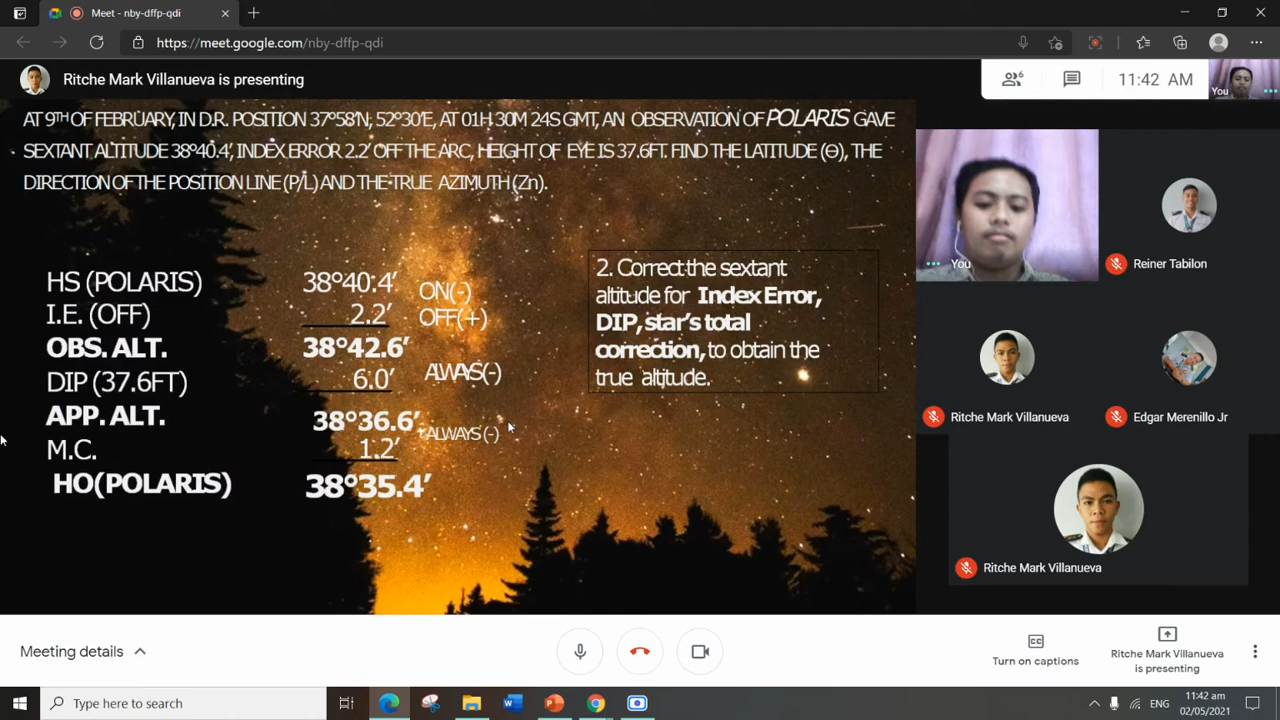 Meet - nby-dffp-qdi
https://meet.google.com/nby-dffp-qdi
Ritche Mark Villanueva is presenting
6
11:42 AM
You
AT 9TH OF FEBRUARY, IN D.R. POSITION 37°58'N; 52°30'E, AT 01H 30M 24S GMT, AN OBSERVATION OF POLARIS GAVE
SEXTANT ALTITUDE 38°40.4', INDEX ERROR 2.2' OFF THE ARC, HEIGHT OF EYE IS 37.6FT. FIND THE LATITUDE (Θ), THE
DIRECTION OF THE POSITION LINE (P/L) AND THE TRUE AZIMUTH (Zn).
HS (POLARIS) 38°40:4'
I.E. (OFF) 2.2'
OBS. ALT. 38°42.6'
DIP (37.6FT) 6.0'
APP. ALT. 38°36.6'
M.C. 1.2'
HO(POLARIS) 38°35.4'
ON(-)
OFF(+)
ALWAYS(-)
ALWAYS (-)
2. Correct the sextant
altitude for Index Error,
DIP, star's total
correction, to obtain the
true altitude.
You
Reiner Tabilon
Ritche Mark Villanueva
Edgar Merenillo Jr
Ritche Mark Villanueva
Meeting details
Turn on captions
Ritche Mark Villanueva
is presenting
Type here to search
ENG
11:42 am
02/05/2021